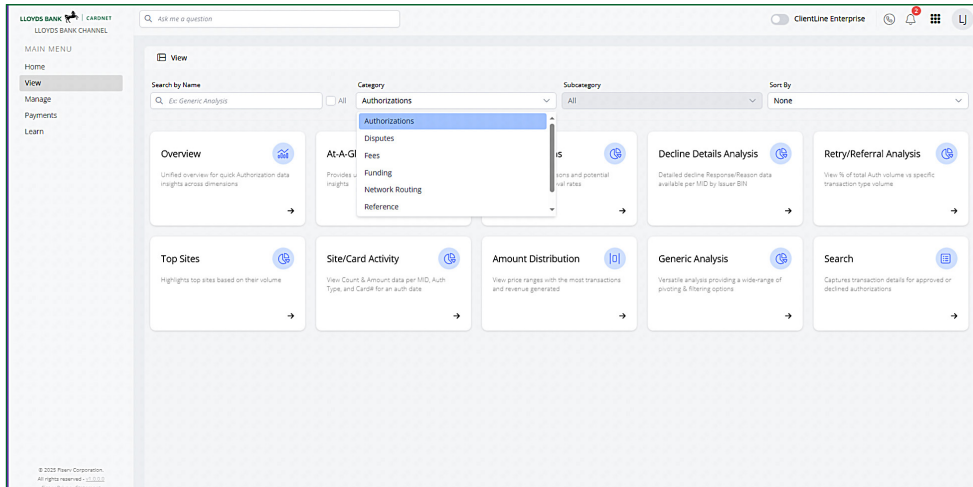 LLOYDS BANK | CARDNET
LLOYDS BANK CHANNEL
Ask me a question
ClientLine Enterprise
2
LJ
MAIN MENU
Home
View
Manage
Payments
Learn
View
Search by Name
Ex: Generic Analysis
All
Category
Authorizations
Subcategory
All
Sort By
None
Authorizations
Disputes
Fees
Funding
Network Routing
Reference
Overview
Unified overview for quick Authorization data
insights across dimensions
At-A-Gl
Provides u
insights
s
sons and potential
val rates
Decline Details Analysis
Detailed decline Response/Reason data
available per MID by Issuer BIN
Retry/Referral Analysis
View % of total Auth volume vs specific
transaction type volume
Top Sites
Highlights top sites based on their volume
Site/Card Activity
View Count & Amount data per MID, Auth
Type, and Card# for an auth date
Amount Distribution
View price ranges with the most transactions
and revenue generated
Generic Analysis
Versatile analysis providing a wide-range of
pivoting & filtering options
Search
Captures transaction details for approved or
declined authorizations
© 2025 Fiserv Corporation.
All rights reserved - v1.0.0.0